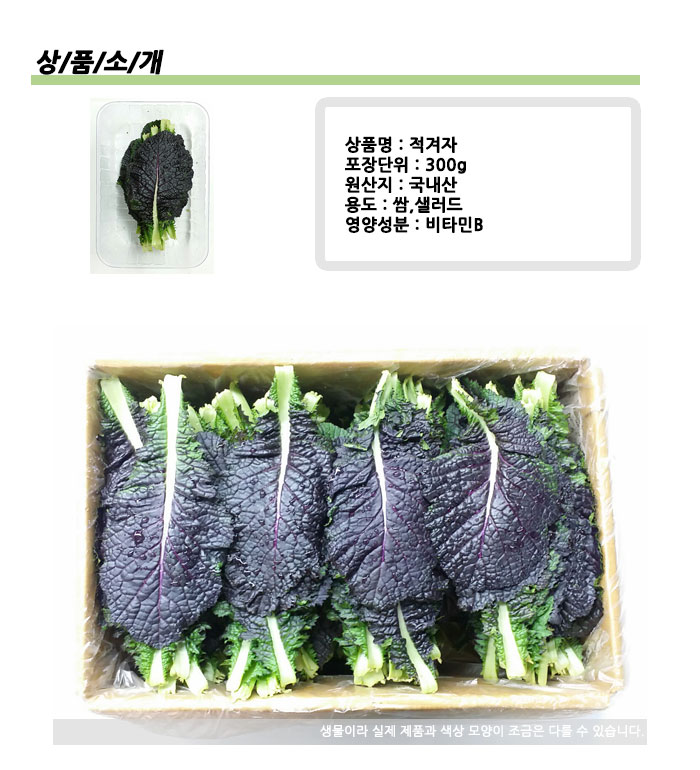 상/품/소/개
상품명 : 적겨자
포장단위 : 300g
원산지 : 국내산
용도 : 쌈,샐러드
영양성분 : 비타민B
생물이라 실제 제품과 색상 모양이 조금은 다를 수 있습니다.